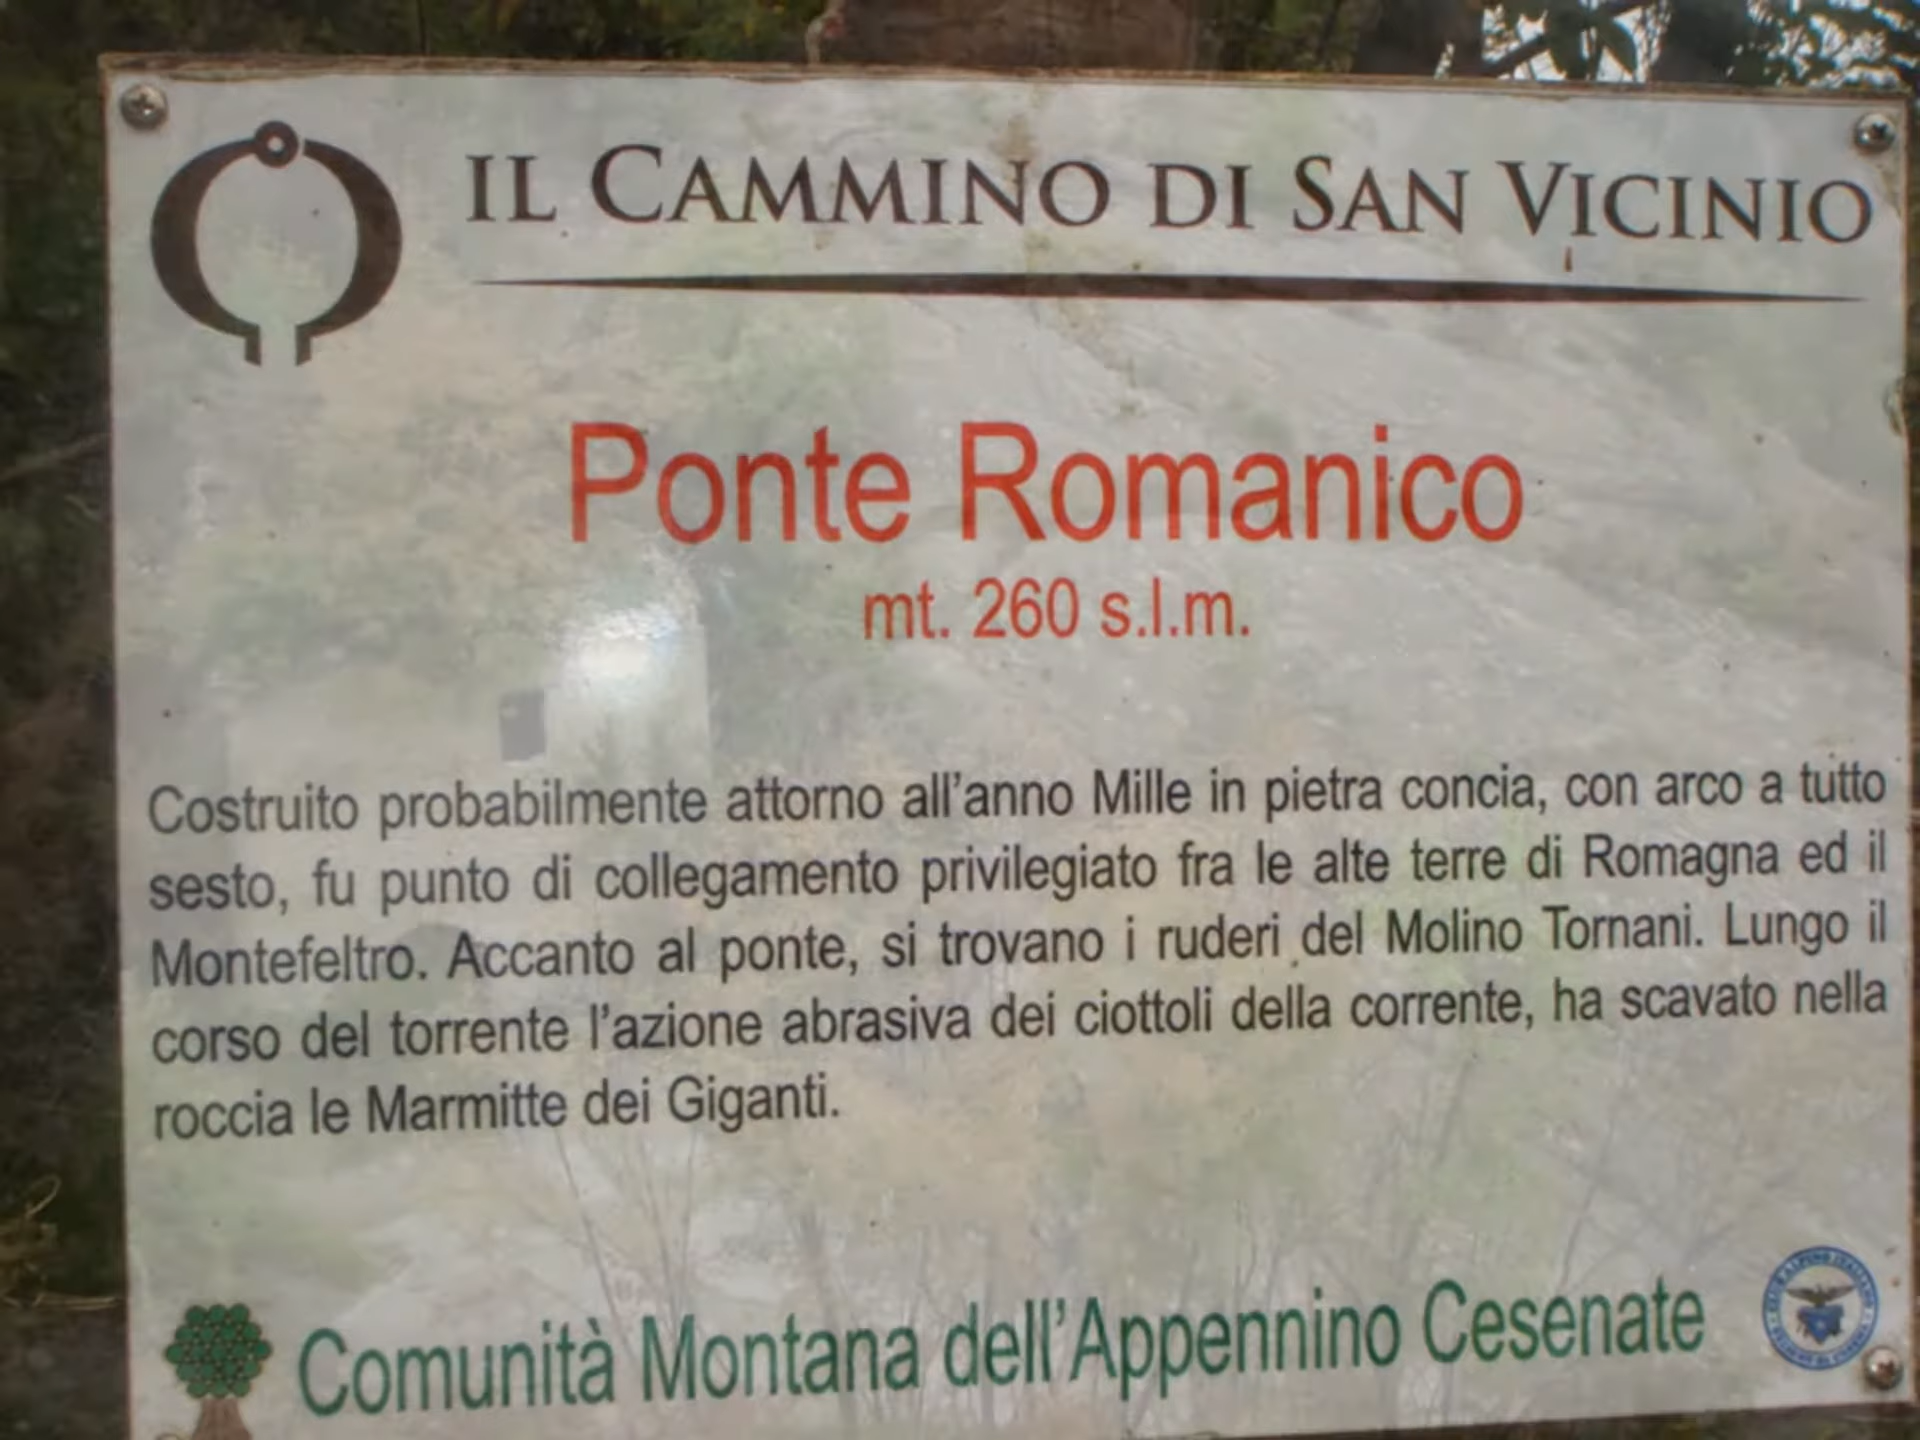 IL CAMMINO DI SAN VICINIO
Ponte Romanico
mt. 260 s.l.m.
Costruito probabilmente attorno all'anno Mille in pietra concia, con arco a tutto
sesto, fu punto di collegamento privilegiato fra le alte terre di Romagna ed il
Montefeltro. Accanto al ponte, si trovano i ruderi del Molino Tornani. Lungo il
corso del torrente l'azione abrasiva dei ciottoli della corrente, ha scavato nella
roccia le Marmitte dei Giganti.
Comunità Montana dell'Appennino Cesenate
CLUB ALPINO ITALIANO